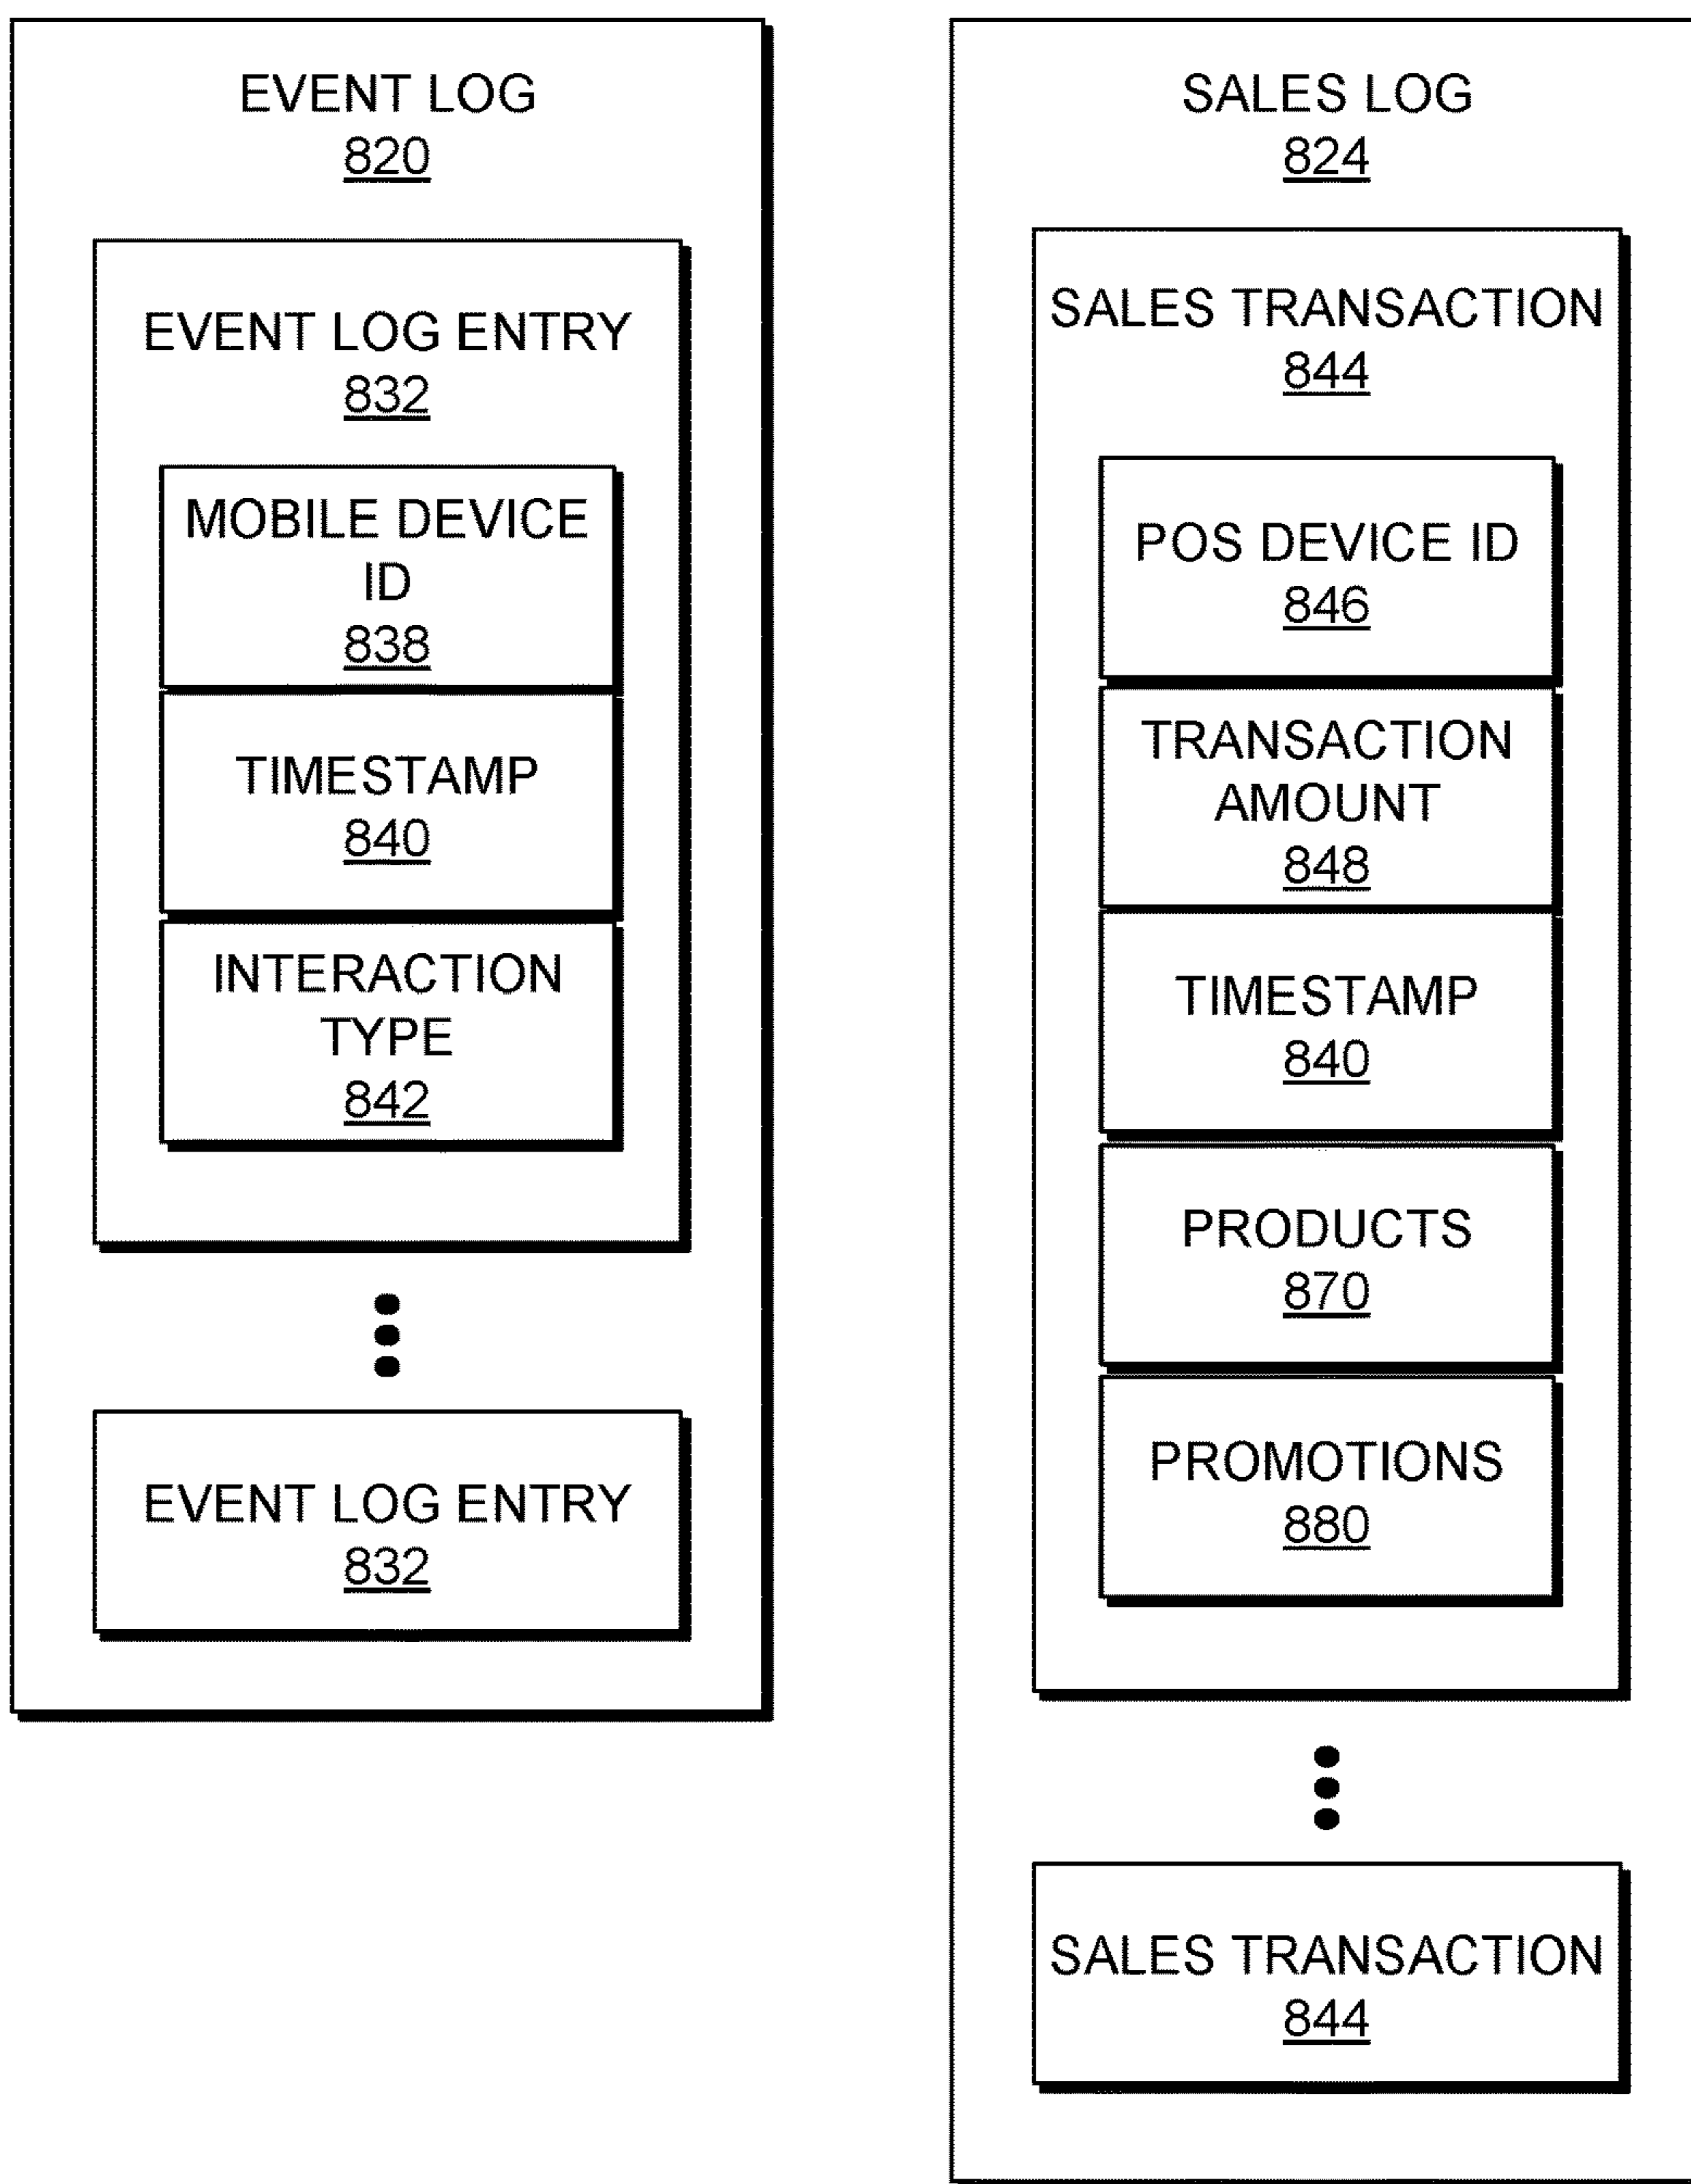 EVENT LOG
820
EVENT LOG ENTRY
832
MOBILE DEVICE
ID
838
TIMESTAMP
840
INTERACTION
TYPE
842
EVENT LOG ENTRY
832
SALES LOG
824
SALES TRANSACTION
844
POS DEVICE ID
846
TRANSACTION
AMOUNT
848
TIMESTAMP
840
PRODUCTS
870
PROMOTIONS
880
SALES TRANSACTION
844